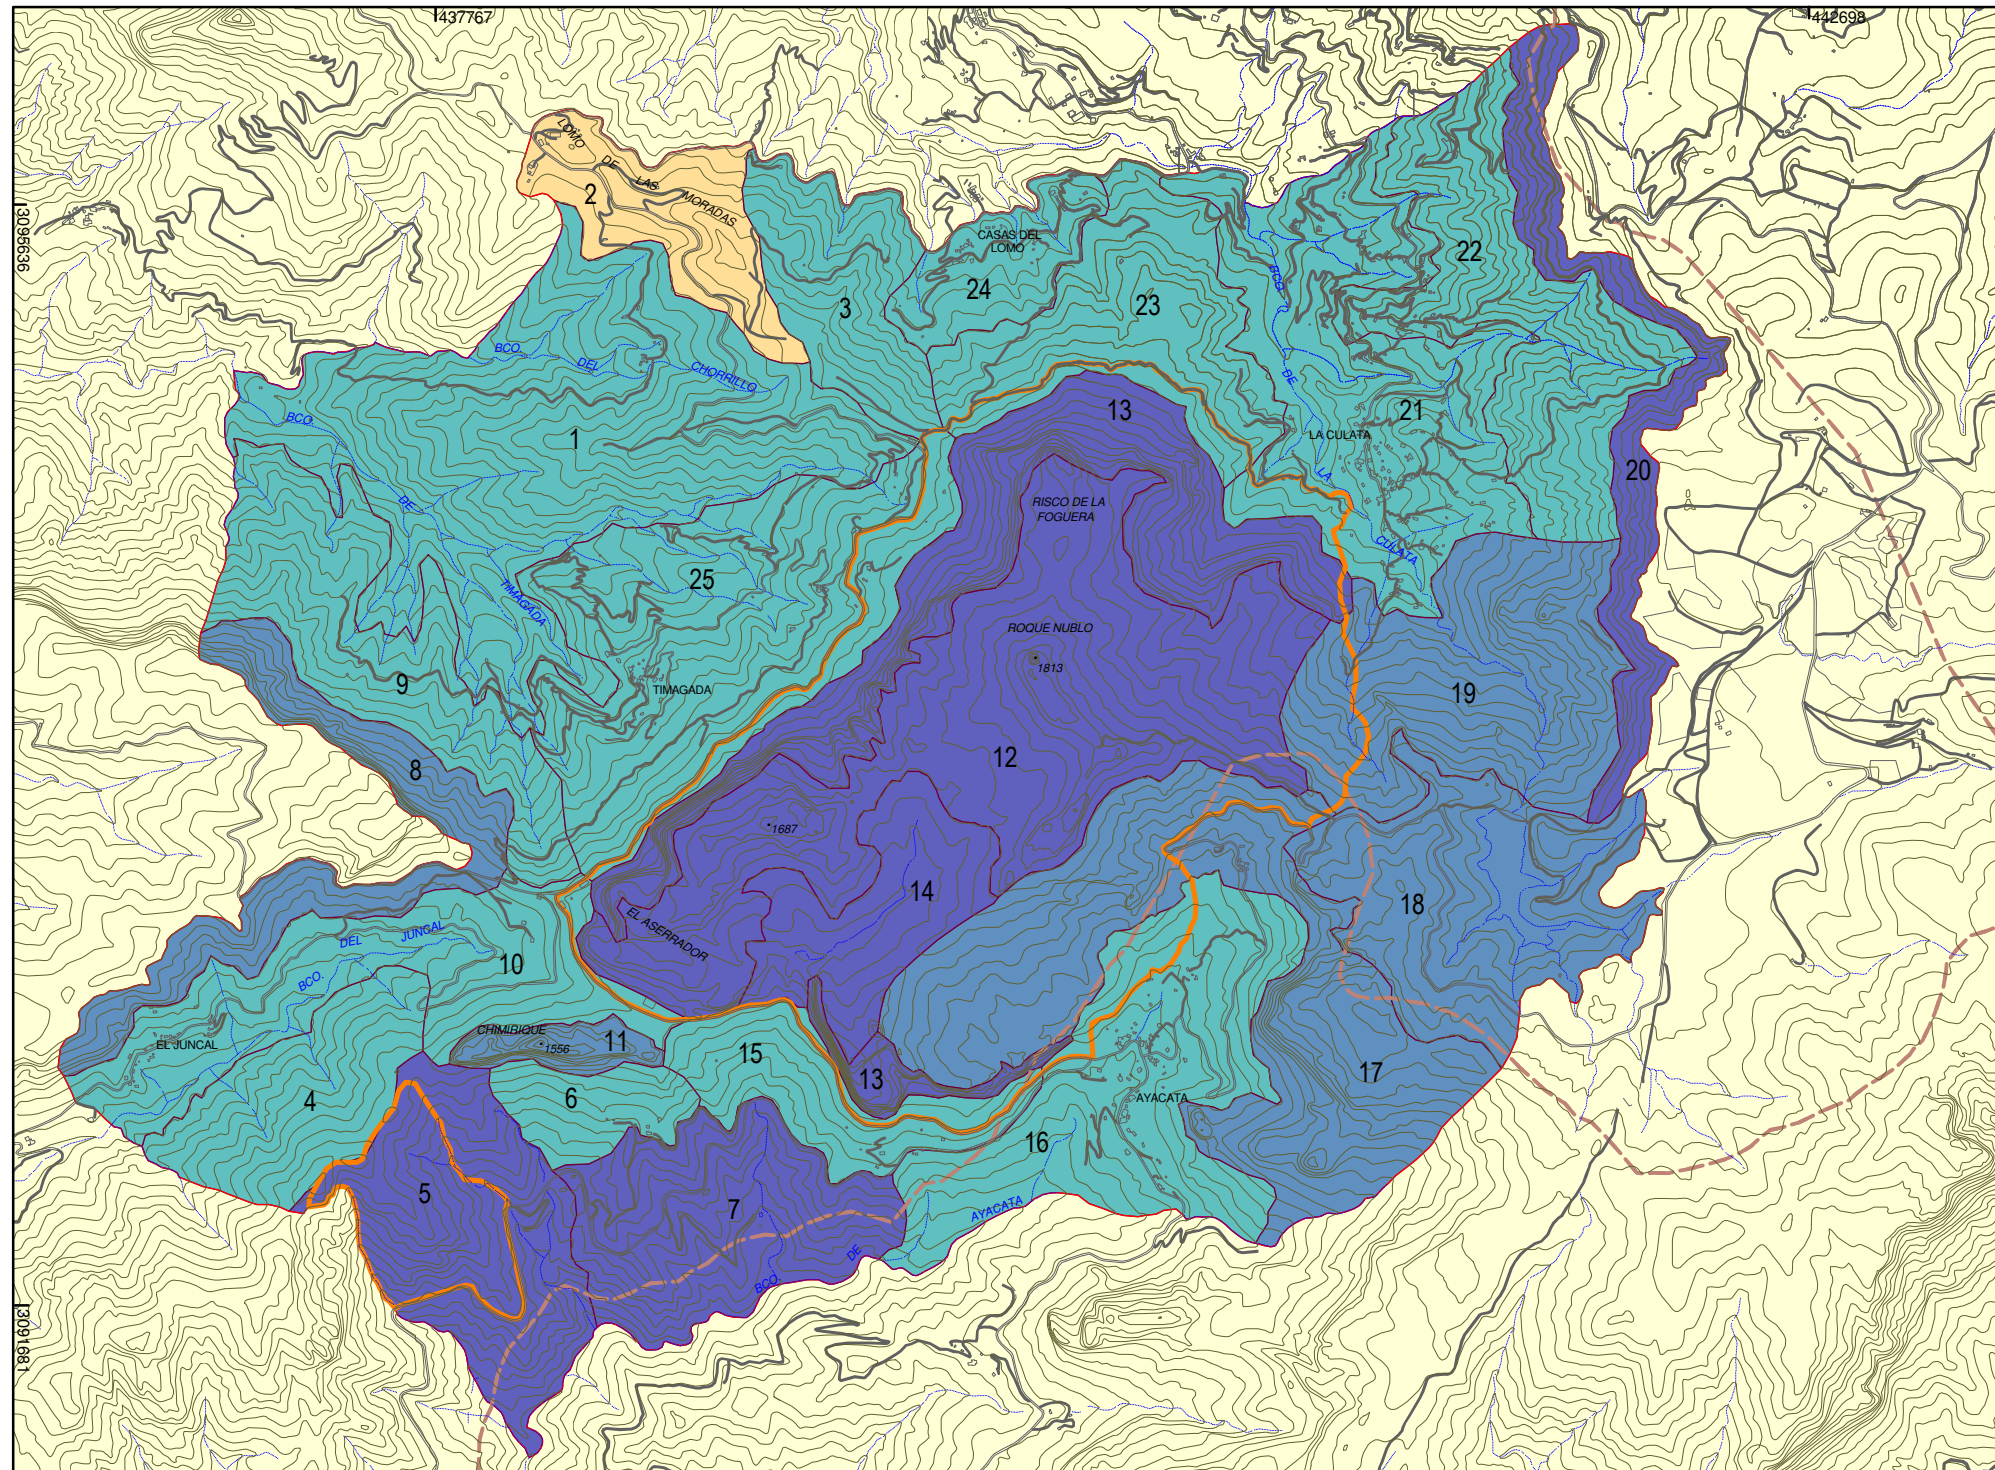 437767
442698
3095636
3091681
LOMO
DE
LAS
MORADAS
2
CASAS DEL
LOMO
24
3
23
22
BCO.
DE
LA
CULATA
BCO.
DEL
CHORRILLO
1
13
21
LA CULATA
20
BCO.
DE
TIMAGADA
RISCO DE LA
FOGUERA
25
ROQUE NUBLO
1813
9
TIMAGADA
19
8
12
1687
14
18
EL ASERRADOR
BCO.
DEL
JUNCAL
10
CHIMIRIQUE
1556
11
EL JUNCAL
15
13
17
4
6
AYACATA
16
5
7
BCO.
DE
AYACATA